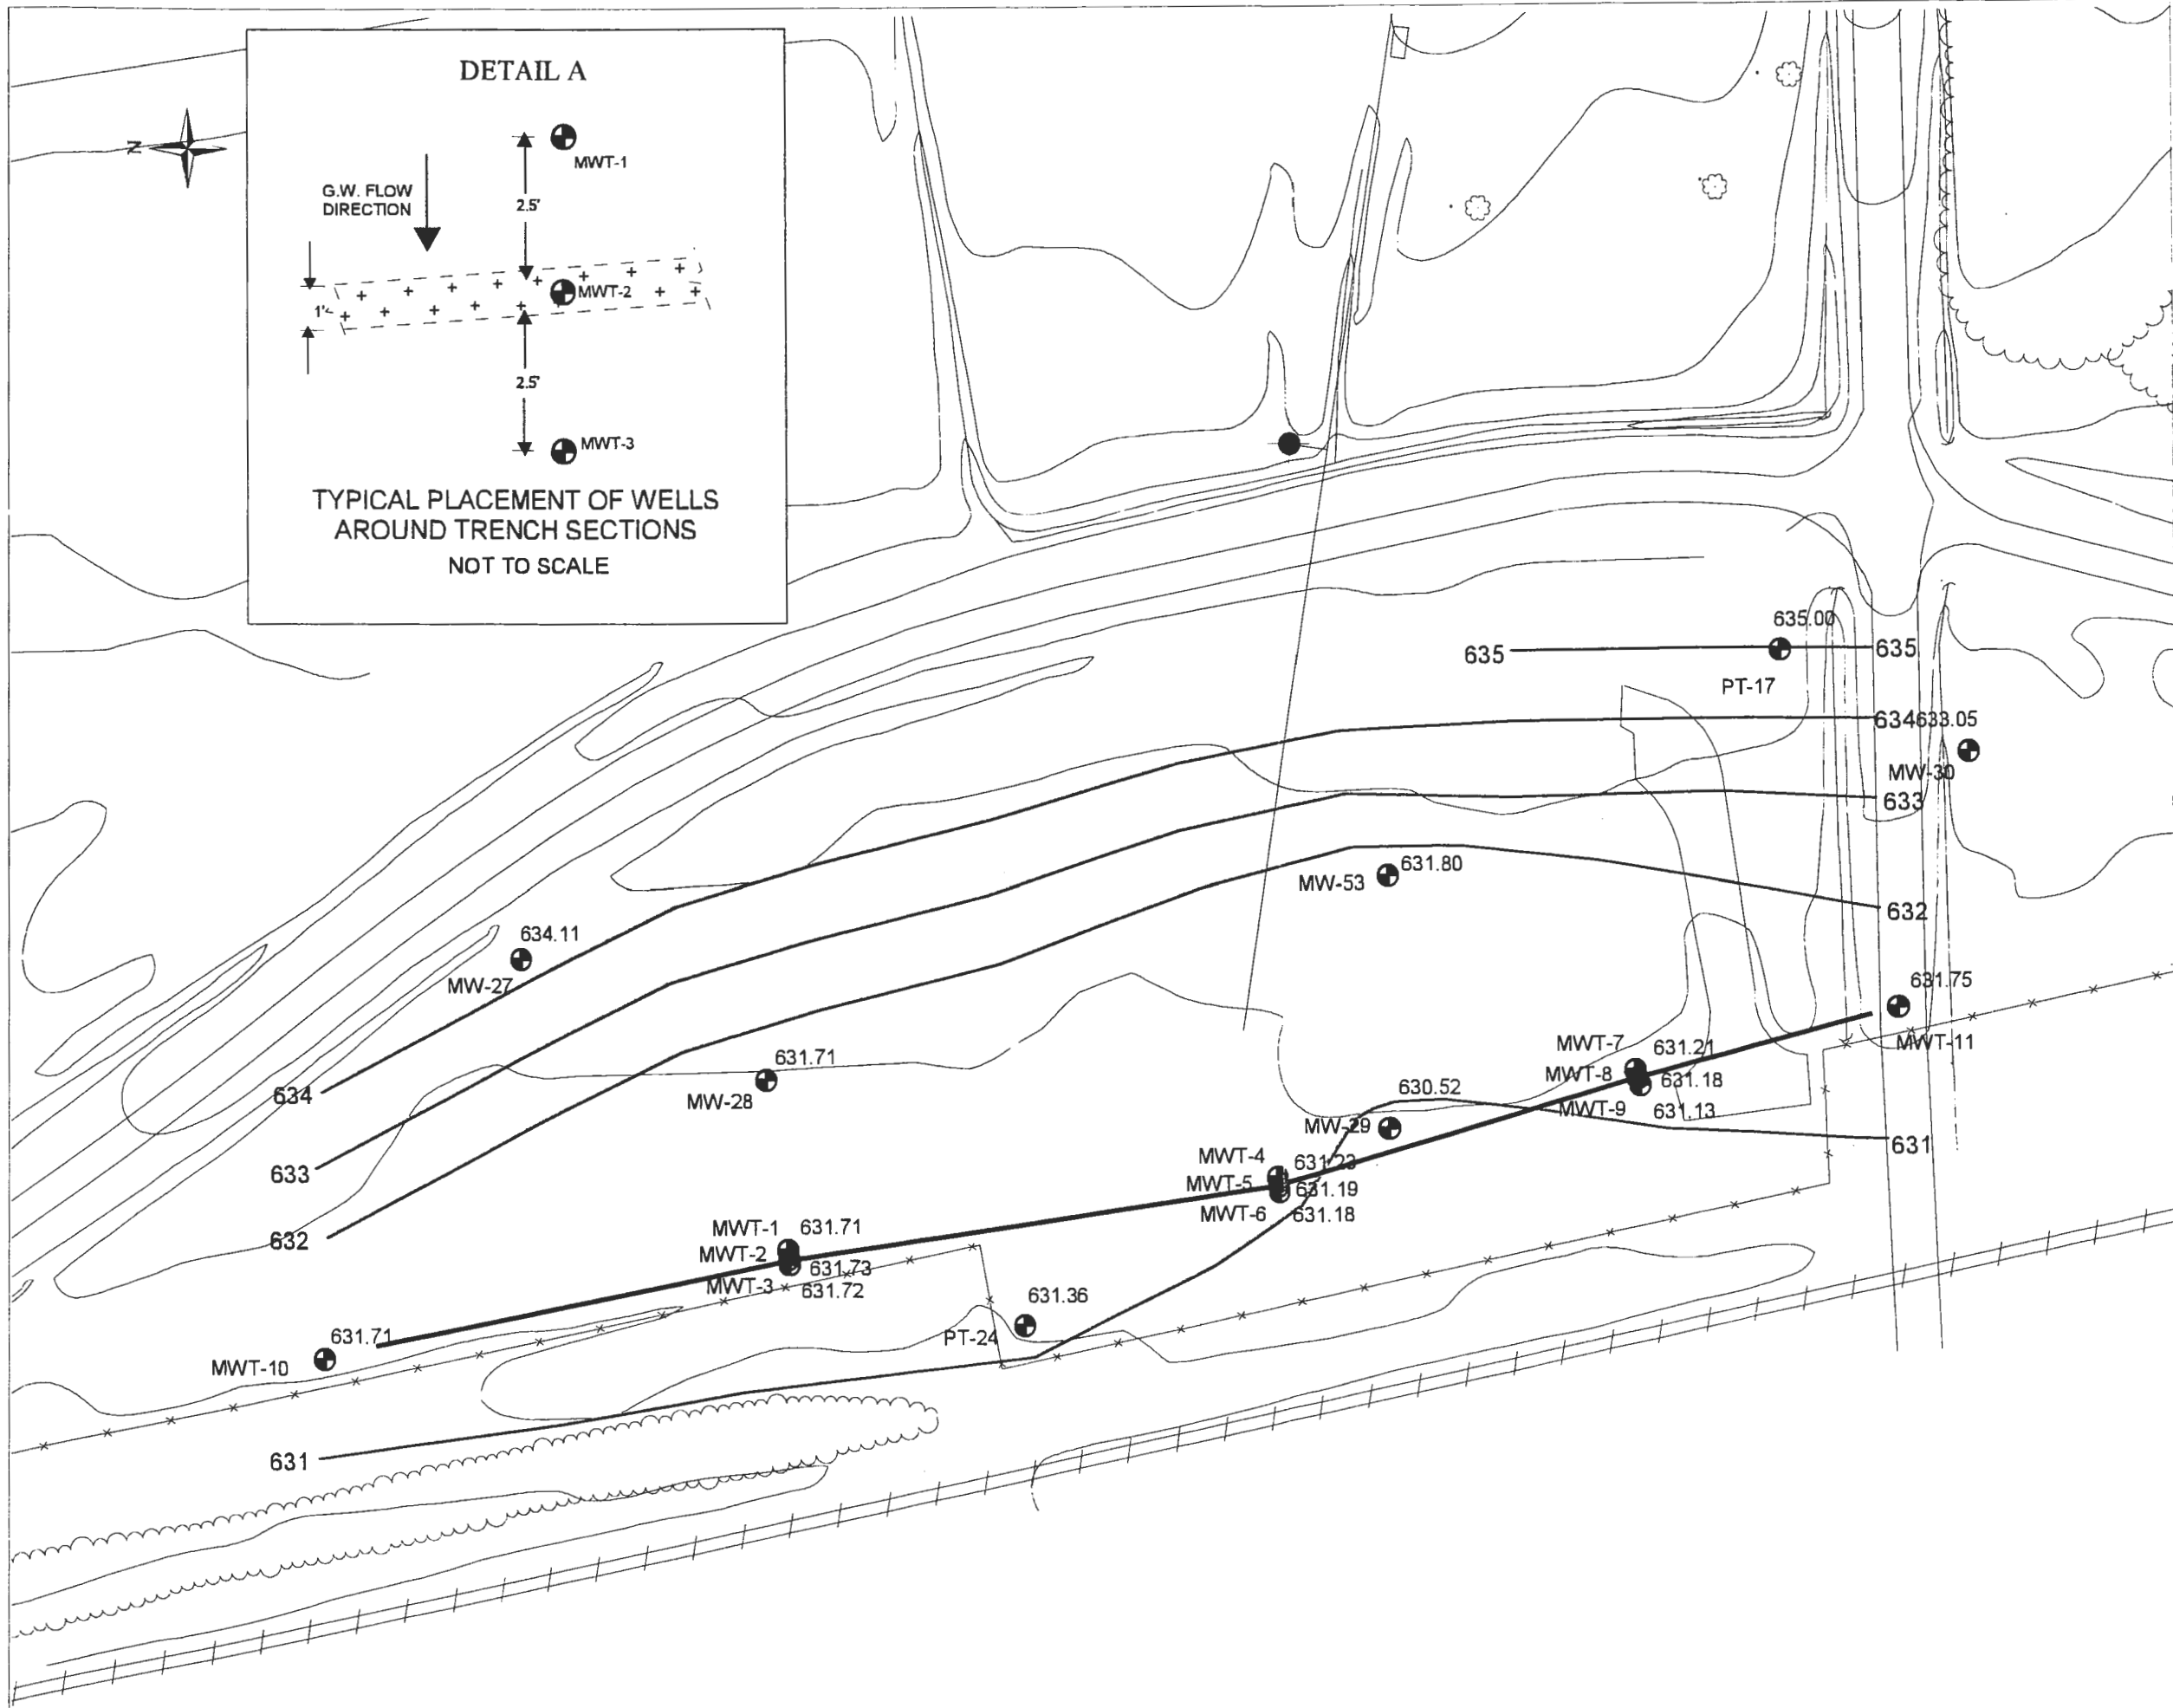 DETAIL A
MWT-1
G.W. FLOW
DIRECTION
2.5'
1'
MWT-2
2.5'
MWT-3
TYPICAL PLACEMENT OF WELLS
AROUND TRENCH SECTIONS
NOT TO SCALE
N
635.00
635
635
PT-17
634
633.05
MW-30
633
631.80
MW-53
632
634.11
MW-27
631.75
MWT-11
MWT-7
631.21
MWT-8
631.18
MWT-9
631.13
631.71
MW-28
630.52
MW-29
631
634
MWT-4
631.23
MWT-5
631.19
MWT-6
631.18
633
632
MWT-1
631.71
MWT-2
631.73
MWT-3
631.72
631.36
PT-24
631.71
MWT-10
631